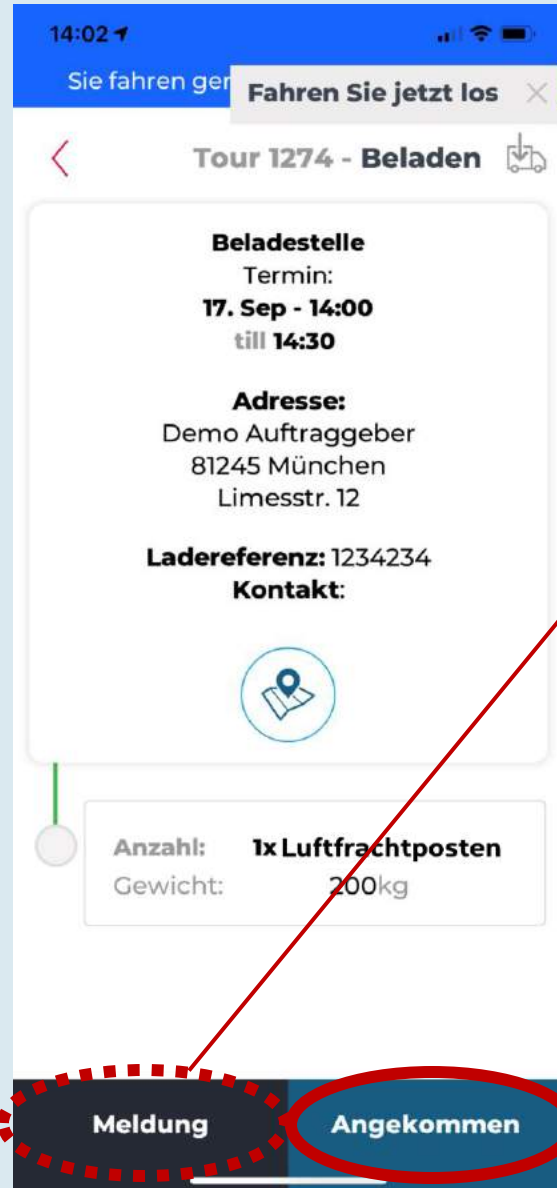 14:02
Sie fahren ger
Fahren Sie jetzt los
Tour 1274 - Beladen
Beladestelle
Termin:
17. Sep - 14:00
till 14:30
Adresse:
Demo Auftraggeber
81245 München
Limesstr. 12
Ladereferenz: 1234234
Kontakt:
Anzahl: 1x Luftfrachtposten
Gewicht: 200kg
Meldung Angekommen